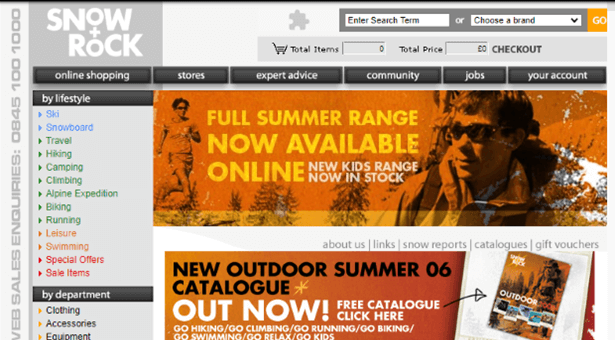 SNOW
+
ROCK
Enter Search Term
or
Choose a brand
GO
Total Items 0 Total Price £0 CHECKOUT
online shopping
stores
expert advice
community
jobs
your account
WEB SALES ENQUIRIES: 0845 100 1000
by lifestyle
Ski
Snowboard
Travel
Hiking
Camping
Climbing
Alpine Expedition
Biking
Running
Leisure
Swimming
Special Offers
Sale Items
by department
Clothing
Accessories
Equipment
FULL SUMMER RANGE
NOW AVAILABLE
ONLINE NEW KIDS RANGE
NOW IN STOCK
about us | links | snow reports | catalogues | gift vouchers
NEW OUTDOOR SUMMER 06
CATALOGUE
OUT NOW! FREE CATALOGUE
CLICK HERE
GO HIKING/GO CLIMBING/GO RUNNING/GO BIKING/
GO SWIMMING/GO RELAX/GO KIDS
SNOW
ROCK
OUTDOOR